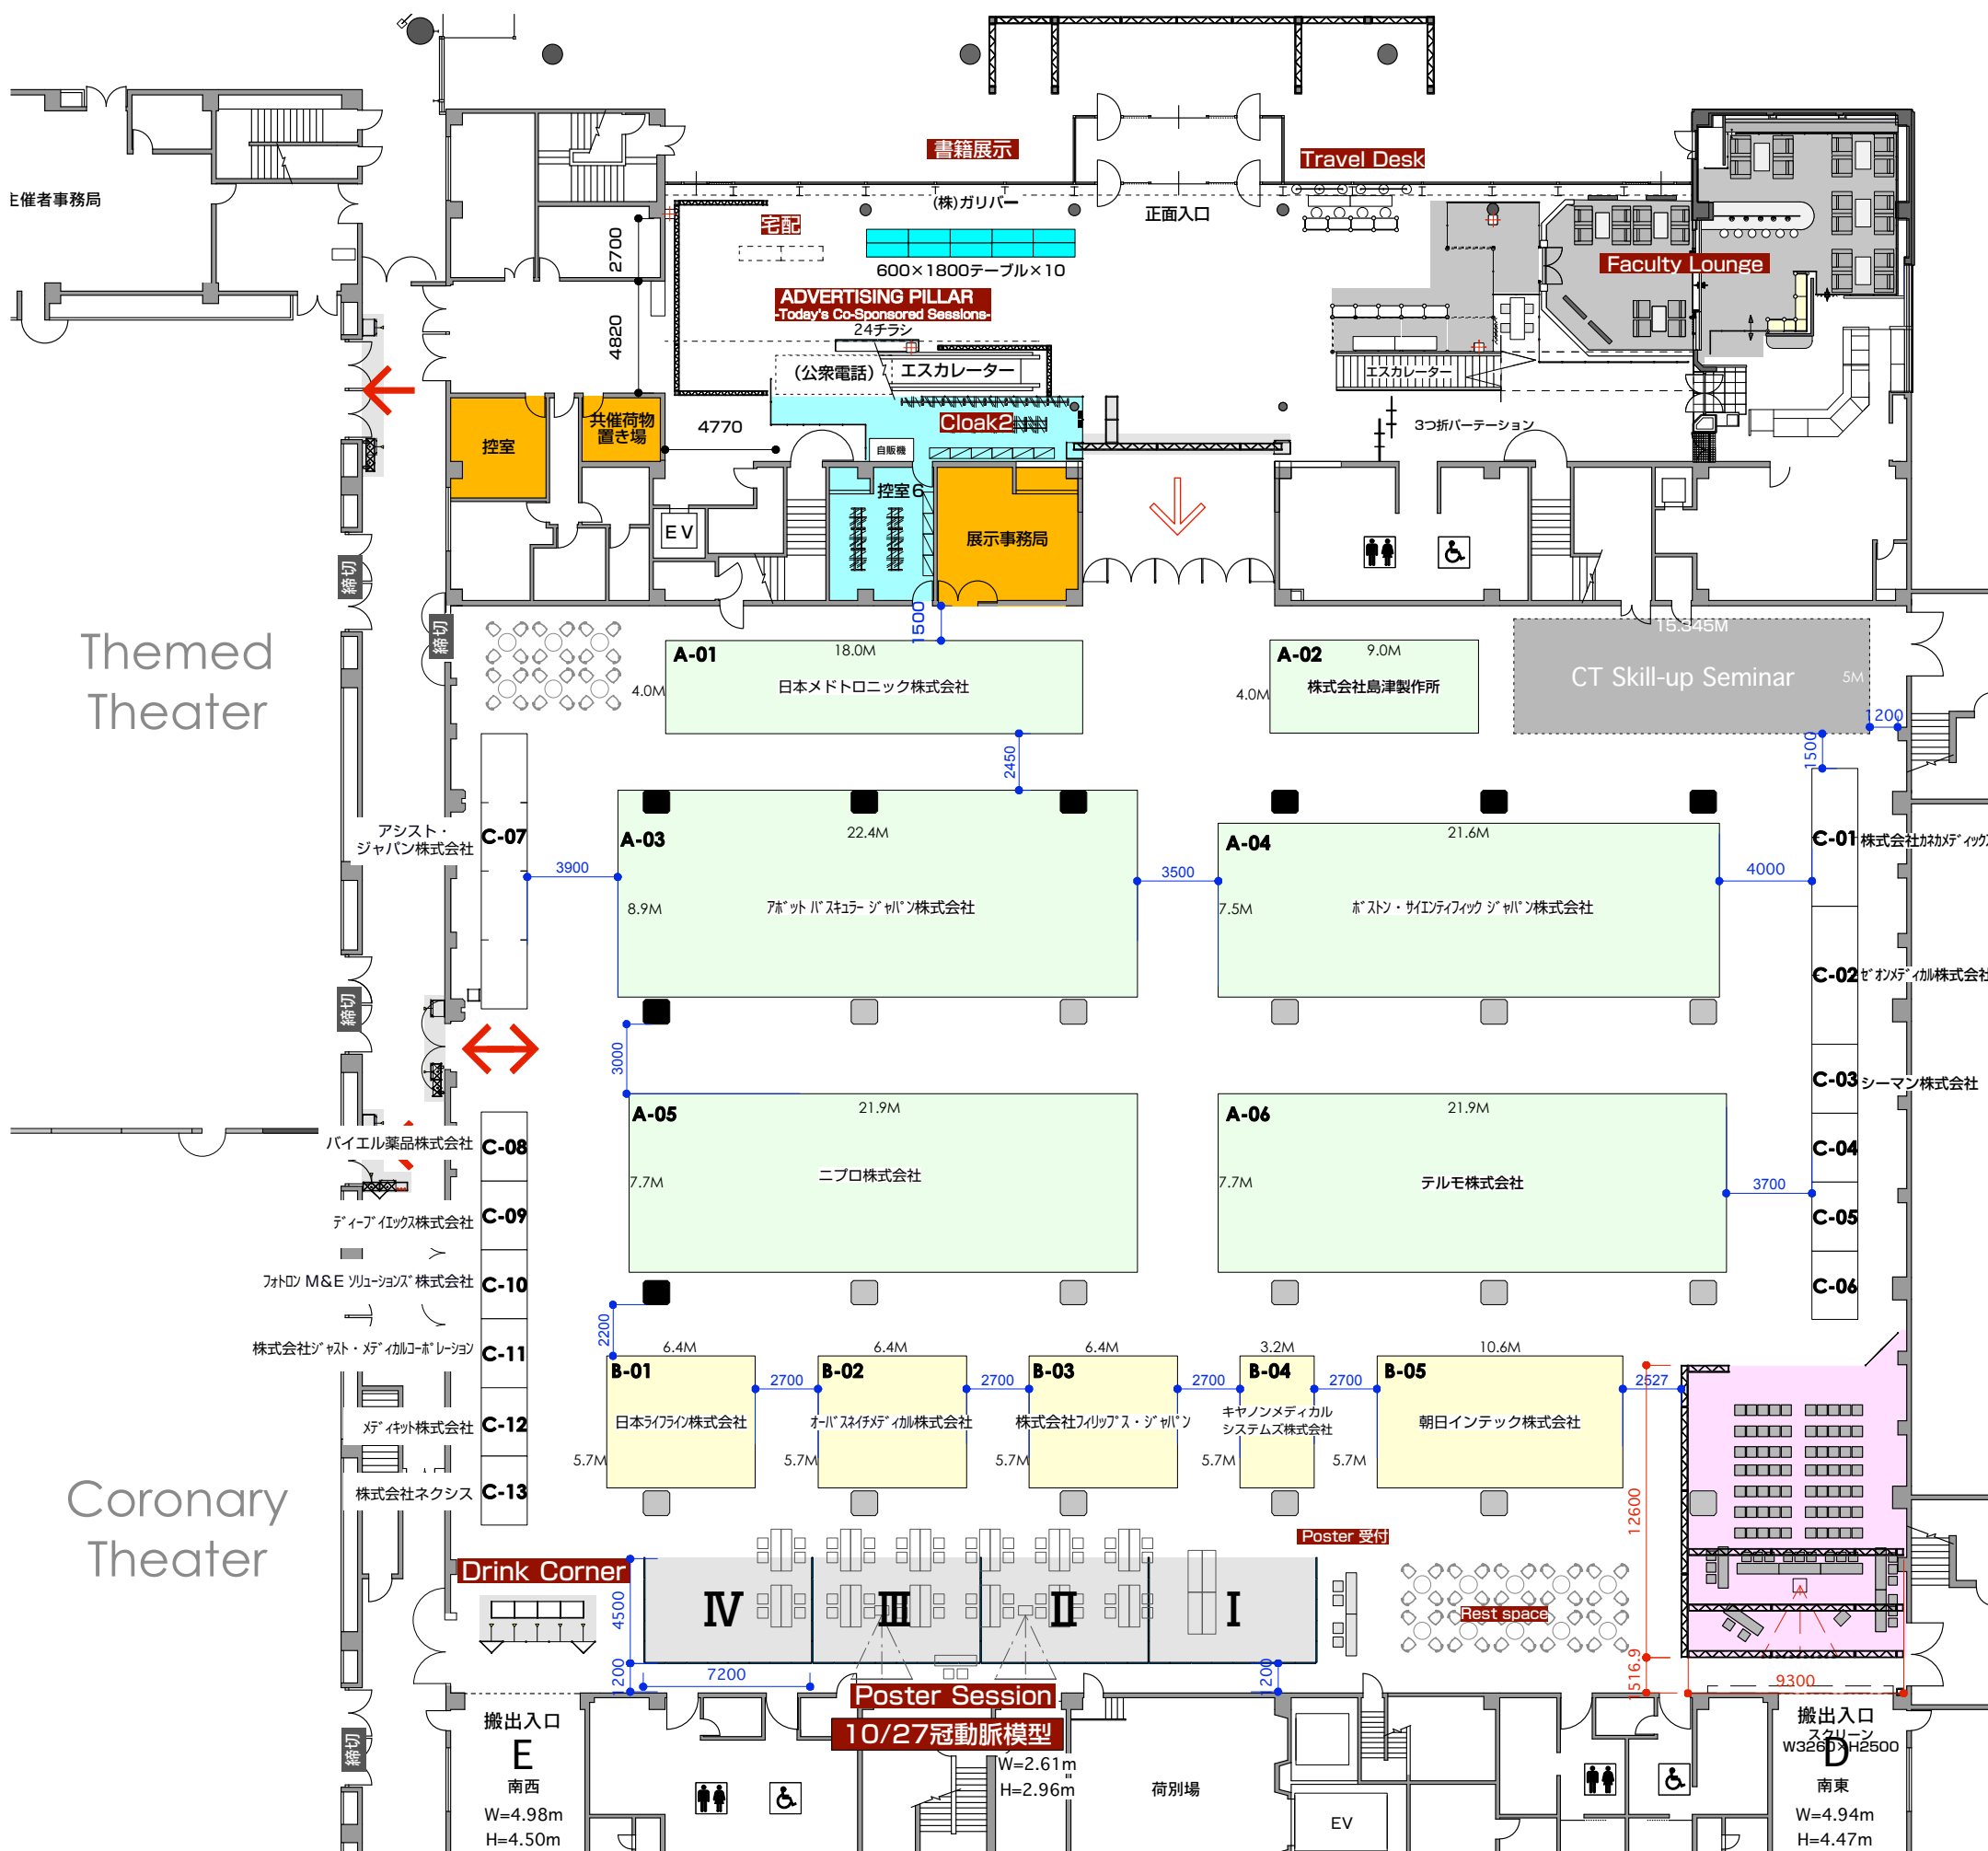 書籍展示
Travel Desk
主催者事務局
宅配
(株)ガリバー
正面入口
2700
600×1800テーブル×10
Faculty Lounge
ADVERTISING PILLAR
-Today's Co-Sponsored Sessions-
24チラシ
4820
(公衆電話)
エスカレーター
エスカレーター
控室
共催荷物
置き場
4770
Cloak2
自販機
3つ折パーテーション
控室6
EV
展示事務局
締切
締切
1500
15.345M
Themed
Theater
A-01
18.0M
4.0M
日本メドトロニック株式会社
A-02
9.0M
4.0M
株式会社島津製作所
CT Skill-up Seminar
5M
1200
2450
1500
アシスト・
ジャパン株式会社
C-07
A-03
22.4M
8.9M
アボット バスキュラー ジャパン株式会社
3900
3500
A-04
21.6M
7.5M
ボストン・サイエンティフィック ジャパン株式会社
4000
C-01
株式会社カネカメディックス
C-02
ゼオンメディカル株式会社
締切
3000
C-03
シーマン株式会社
A-05
21.9M
7.7M
ニプロ株式会社
A-06
21.9M
7.7M
テルモ株式会社
3700
C-04
C-05
C-06
バイエル薬品株式会社
C-08
ディーブイエックス株式会社
C-09
フォトロン M&E ソリューションズ株式会社
C-10
株式会社ジャスト・メディカルコーポレーション
C-11
メディキット株式会社
C-12
株式会社ネクシス
C-13
2200
6.4M
B-01
日本ライフライン株式会社
5.7M
2700
6.4M
B-02
オーバスネイチメディカル株式会社
5.7M
2700
6.4M
B-03
株式会社フィリップス・ジャパン
5.7M
2700
3.2M
B-04
キヤノンメディカル
システムズ株式会社
5.7M
2700
10.6M
B-05
朝日インテック株式会社
5.7M
2527
12600
Coronary
Theater
Drink Corner
Poster 受付
4500
IV
III
II
I
Rest space
1200
7200
1200
1516.9
9300
Poster Session
10/27冠動脈模型
W=2.61m
H=2.96m
荷別場
EV
締切
搬出入口
E
南西
W=4.98m
H=4.50m
搬出入口
スクリーン
W3260×H2500
D
南東
W=4.94m
H=4.47m